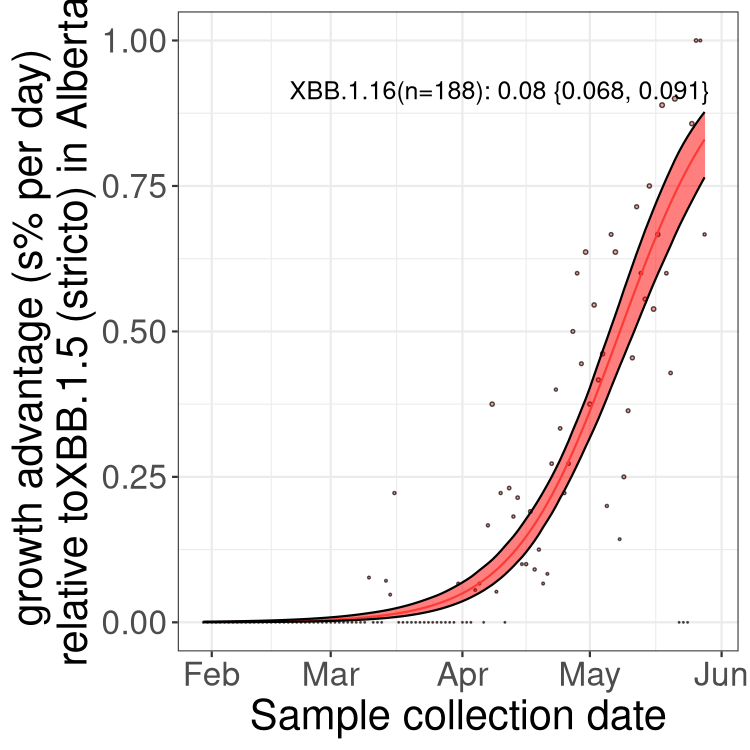 growth advantage (s% per day)
relative toXBB.1.5 (stricto) in Alberta
1.00
0.75
0.50
0.25
0.00
XBB.1.16(n=188): 0.08 {0.068, 0.091}
Feb Mar Apr May Jun
Sample collection date